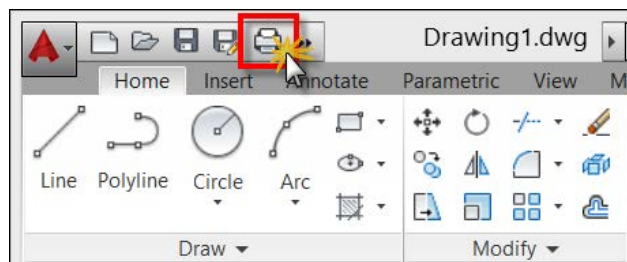 Drawing1.dwg
Home Insert Annotate Parametric View M
Line Polyline Circle Arc
Draw Modify